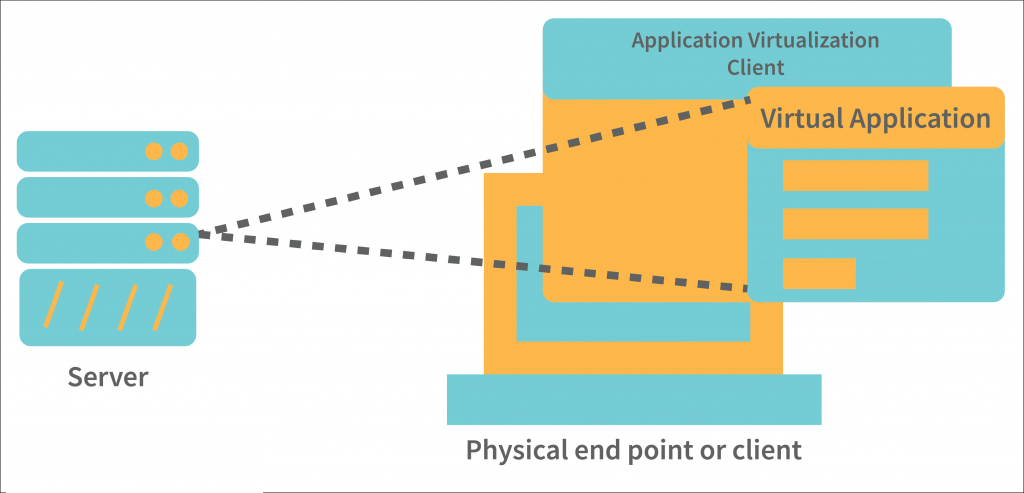 Application Virtualization
Client
Virtual Application
Server
Physical end point or client